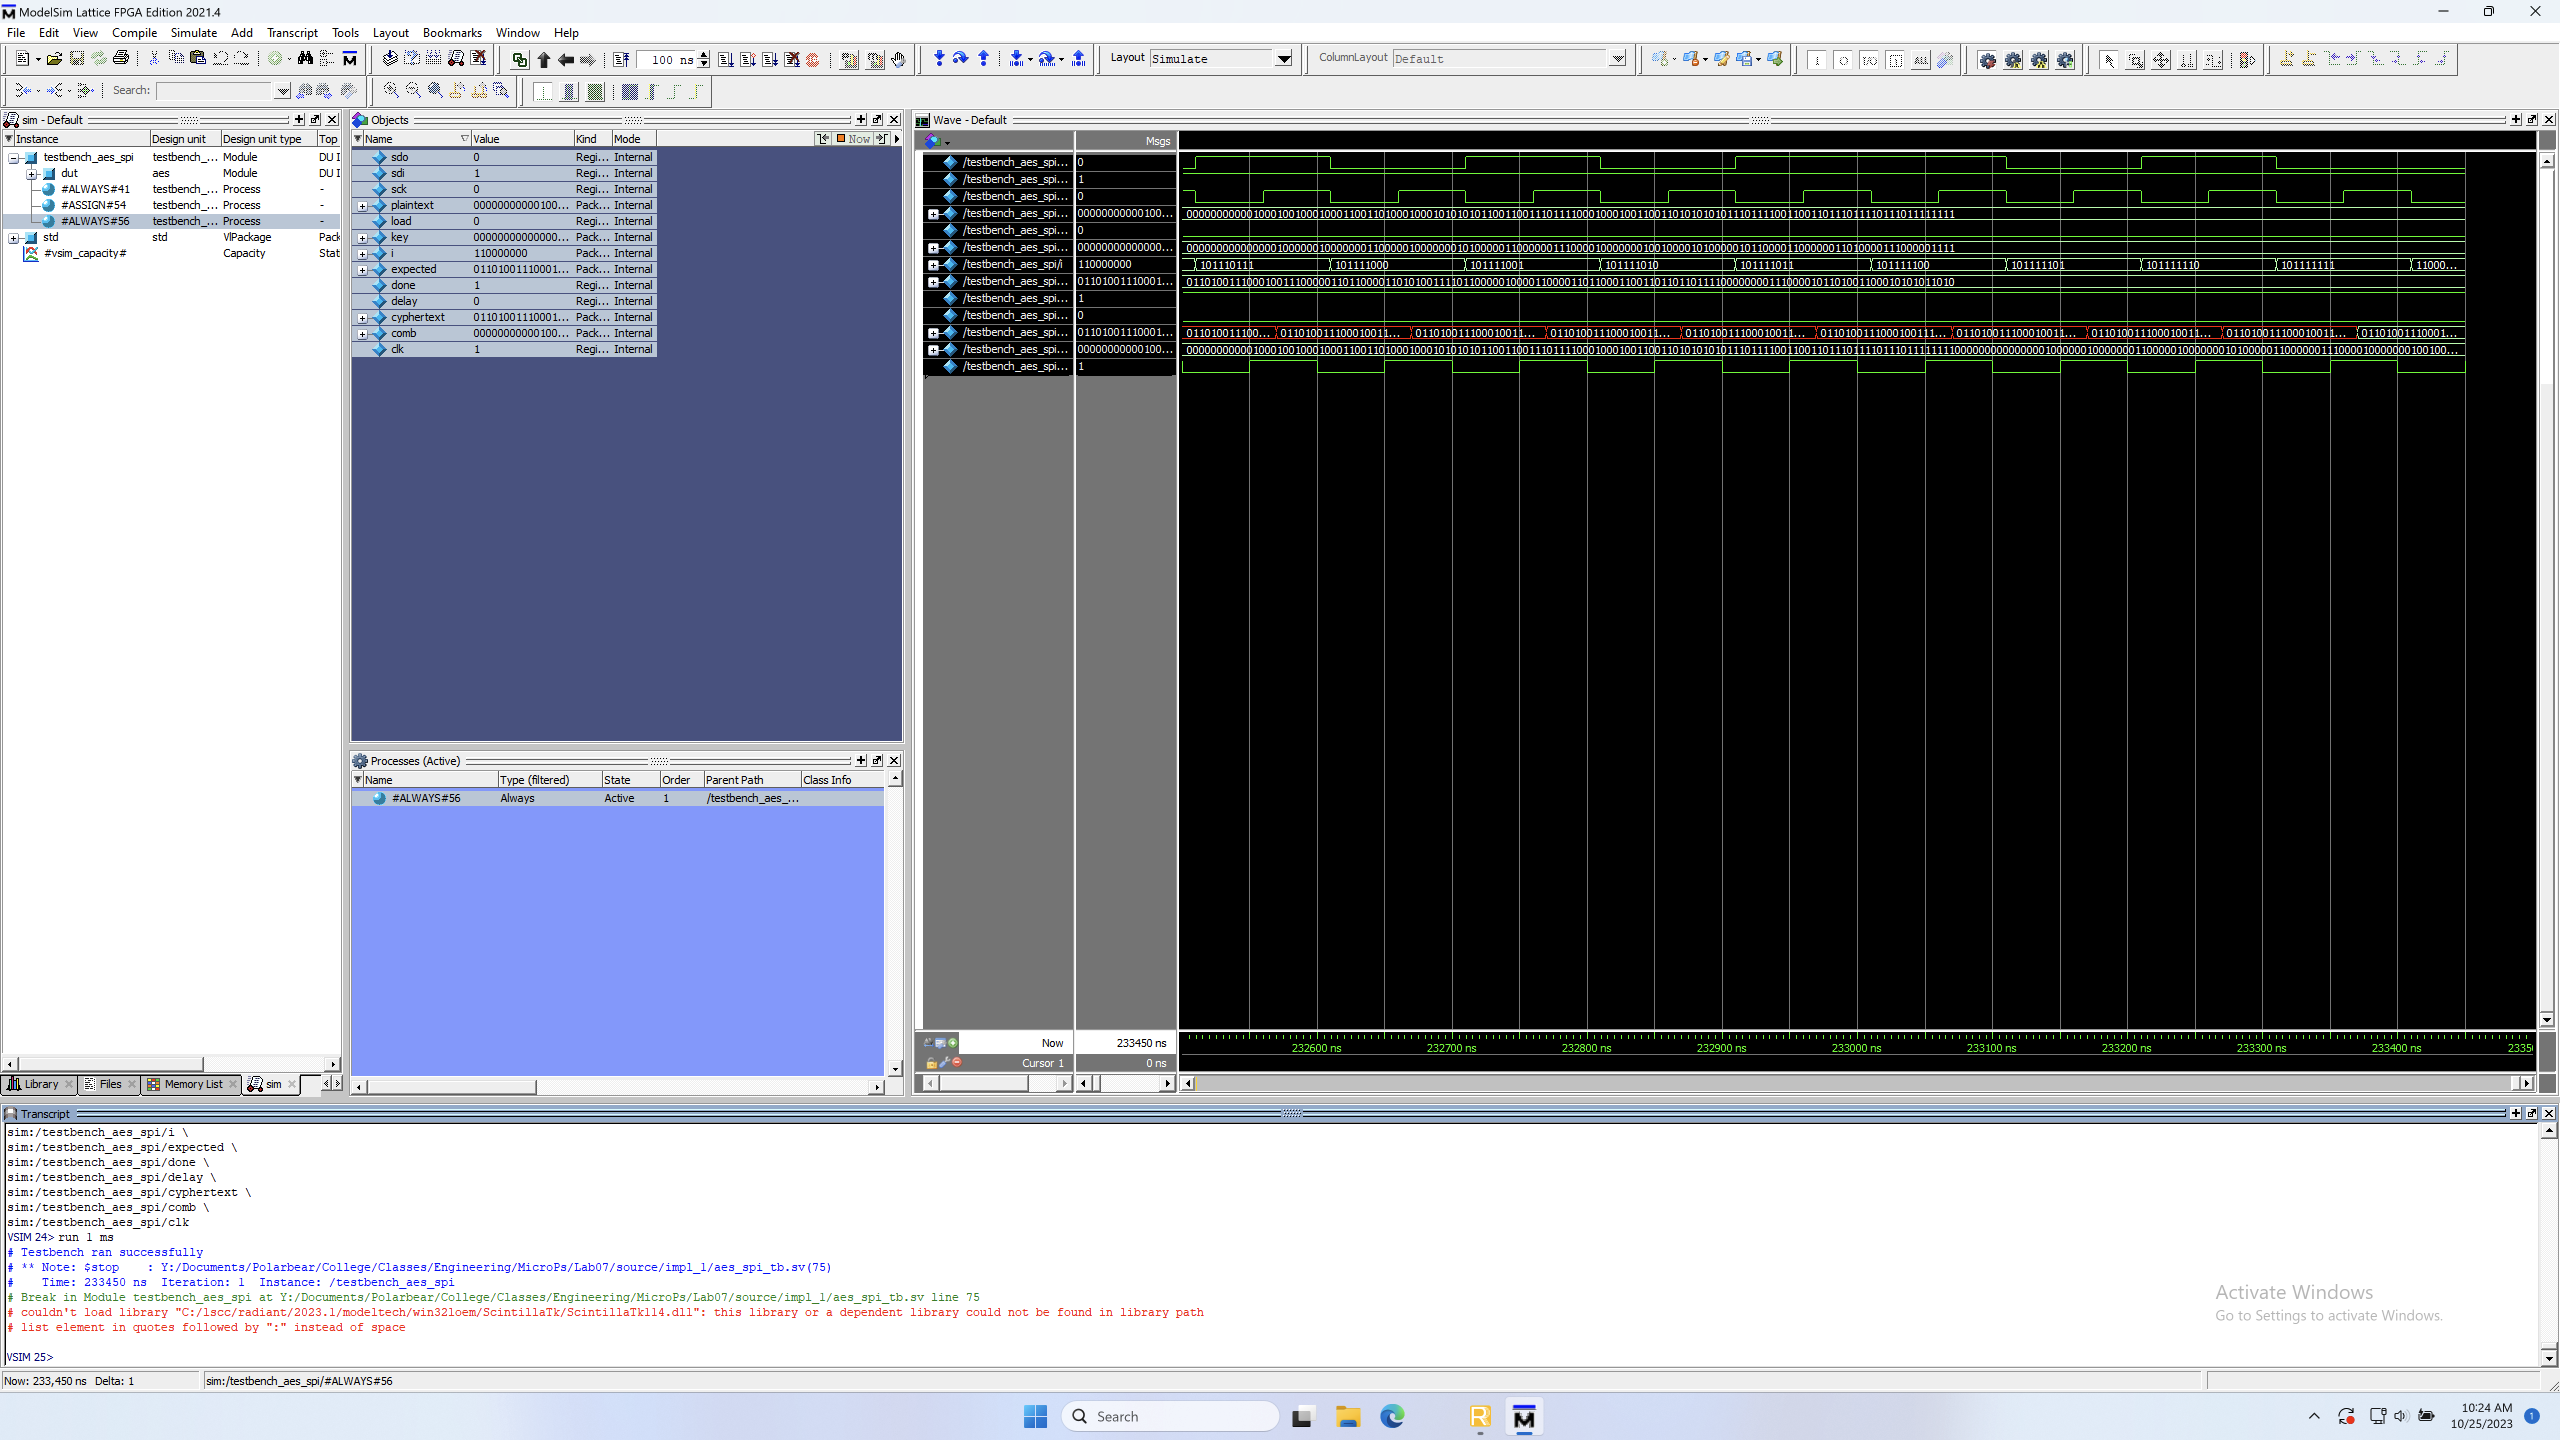 ModelSim Lattice FPGA Edition 2021.4
File Edit View Compile Simulate Add Transcript Tools Layout Bookmarks Window Help
100 ns
Layout Simulate
ColumnLayout Default
Search:
sim - Default
Instance Design unit Design unit type Top
testbench_aes_spi testbench_... Module DU I
dut aes Module DU I
#ALWAYS#41 testbench_... Process -
#ASSIGN#54 testbench_... Process -
#ALWAYS#56 testbench_... Process -
std std VlPackage Pack
#vsim_capacity# Capacity Stat
Library Files Memory List sim
Objects
Name Value Kind Mode
Now
sdo 0 Regi... Internal
sdi 1 Regi... Internal
sck 0 Regi... Internal
plaintext 00000000000100... Pack... Internal
load 0 Regi... Internal
key 00000000000000... Pack... Internal
i 110000000 Pack... Internal
expected 01101001110001... Pack... Internal
done 1 Regi... Internal
delay 0 Regi... Internal
cyphertext 01101001110001... Pack... Internal
comb 00000000000100... Pack... Internal
clk 1 Regi... Internal
Processes (Active)
Name Type (filtered) State Order Parent Path Class Info
#ALWAYS#56 Always Active 1 /testbench_aes_...
Wave - Default
Msgs
/testbench_aes_spi... 0
/testbench_aes_spi... 1
/testbench_aes_spi... 0
/testbench_aes_spi... 00000000000100...
/testbench_aes_spi... 0
/testbench_aes_spi... 00000000000000...
/testbench_aes_spi/i 110000000 101110111 101111000 101111001 101111010 101111011 101111100 101111101 101111110 101111111 11000...
/testbench_aes_spi... 01101001110001...
/testbench_aes_spi... 1
/testbench_aes_spi... 0
/testbench_aes_spi... 01101001110001... 0110100111100... 0110100111000100 11...
/testbench_aes_spi... 00000000000100...
/testbench_aes_spi... 1
Now 233450 ns
Cursor 1 0 ns
232600 ns 232700 ns 232800 ns 232900 ns 233000 ns 233100 ns 233200 ns 233300 ns 233400 ns 2335
Transcript
sim:/testbench_aes_spi/i \
sim:/testbench_aes_spi/expected \
sim:/testbench_aes_spi/done \
sim:/testbench_aes_spi/delay \
sim:/testbench_aes_spi/cyphertext \
sim:/testbench_aes_spi/comb \
sim:/testbench_aes_spi/clk
VSIM 24> run 1 ms
# Testbench ran successfully
# ** Note: $stop : Y:/Documents/Polarbear/College/Classes/Engineering/MicroPs/Lab07/source/impl_1/aes_spi_tb.sv(75)
# Time: 233450 ns Iteration: 1 Instance: /testbench_aes_spi
# Break in Module testbench_aes_spi at Y:/Documents/Polarbear/College/Classes/Engineering/MicroPs/Lab07/source/impl_1/aes_spi_tb.sv line 75
# couldn't load library "C:/lscc/radiant/2023.1/modeltech/win32loem/ScintillaTk/ScintillaTk114.dll": this library or a dependent library could not be found in library path
# list element in quotes followed by ":" instead of space
VSIM 25>
Activate Windows
Go to Settings to activate Windows.
Now: 233,450 ns Delta: 1
sim:/testbench_aes_spi/#ALWAYS#56
Search
10:24 AM
10/25/2023
1